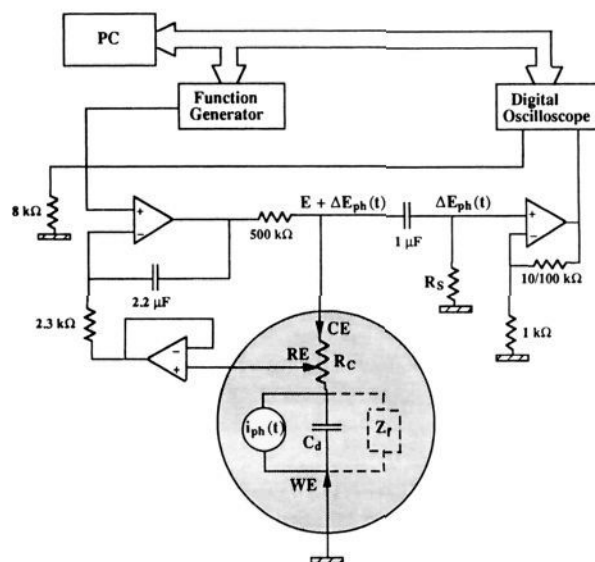 PC
Function
Generator
Digital
Oscilloscope
8 kΩ
+
−
500 kΩ
E + ΔEph(t)
1 μF
ΔEph(t)
+
−
RS
10/100 kΩ
1 kΩ
2.2 μF
2.3 kΩ
−
+
CE
RE
RC
iph(t)
Cd
Zf
WE